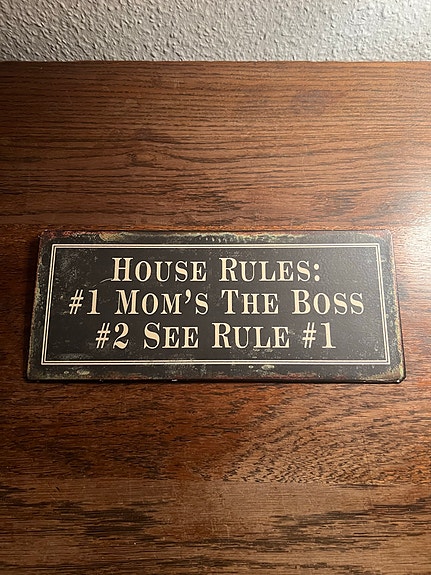 House Rules:
#1 Mom's The Boss
#2 See Rule #1